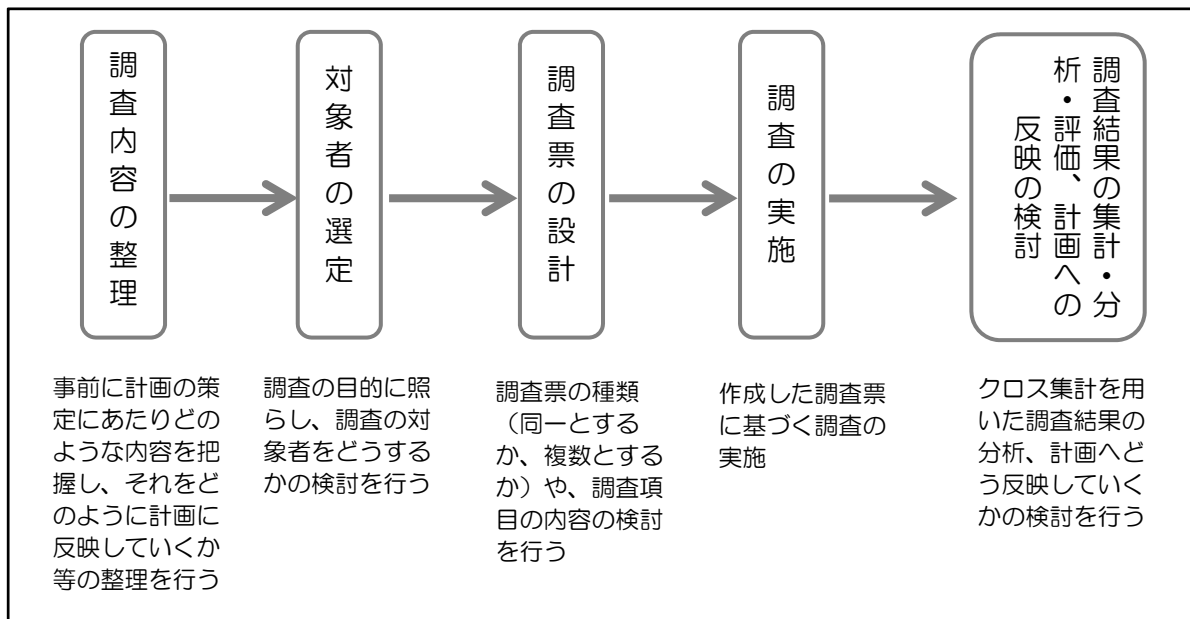 調査内容の整理
対象者の選定
調査票の設計
調査の実施
調査結果の集計・分
析・評価、計画への
反映の検討
事前に計画の策
定にあたりどの
ような内容を把
握し、それをど
のように計画に
反映していくか
等の整理を行う
調査の目的に照
らし、調査の対
象者をどうする
かの検討を行う
調査票の種類
（同一とする
か、複数とする
か）や、調査項
目の内容の検討
を行う
作成した調査票
に基づく調査の
実施
クロス集計を用
いた調査結果の
分析、計画へど
う反映していく
かの検討を行う